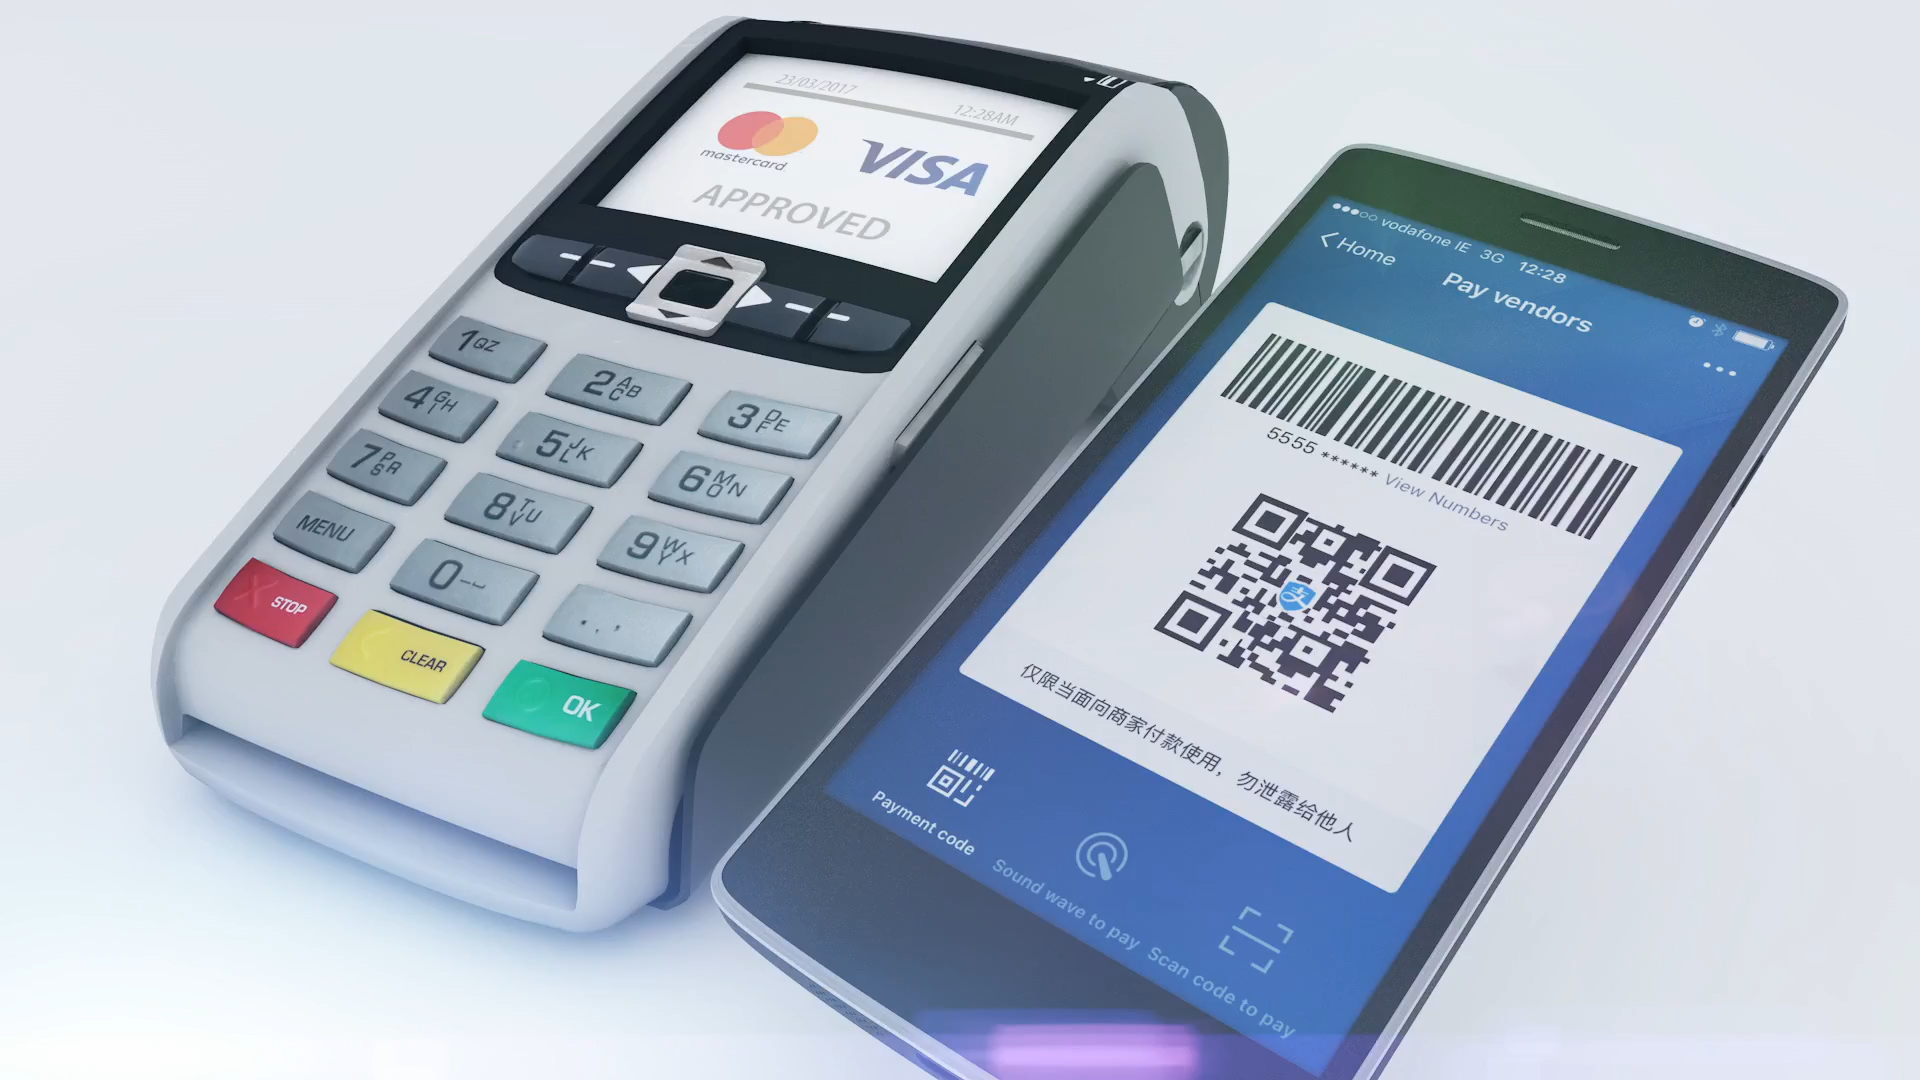 23/03/2017
12:28AM
mastercard
VISA
APPROVED
1QZ
2ABC
3DEF
4GHI
5JKL
6MNO
7PRS
8TUV
9WXY
MENU
0
. , '
STOP
CLEAR
OK
vodafone IE 3G 12:28
Home
Pay vendors
5555 ****** View Numbers
支
仅限当面向商家付款使用，勿泄露给他人
Payment code
Sound wave to pay
Scan code to pay